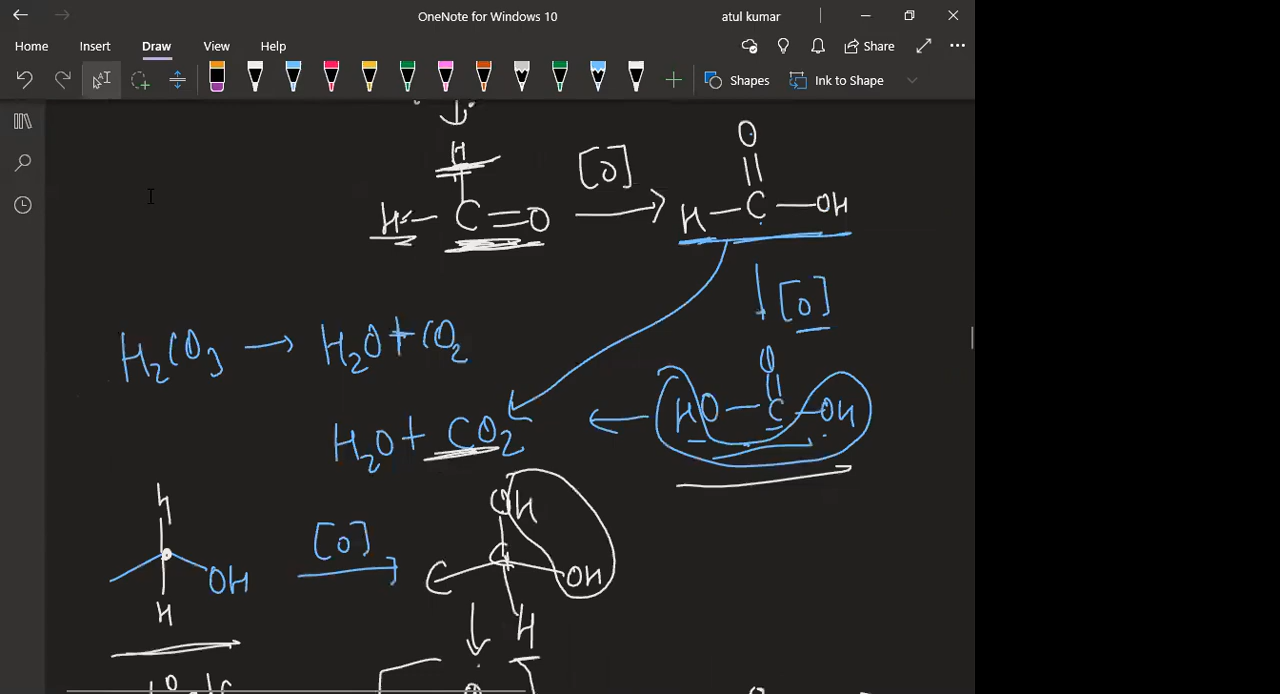 OneNote for Windows 10
atul kumar
Home Insert Draw View Help
Share
Shapes Ink to Shape
H
H—C=O
[O]
O
H—C—OH
[O]
H₂CO₃ → H₂O + CO₂
O
HO—C—OH
H₂O + CO₂
H
OH
H
[O]
OH
C—C—OH
H
1°